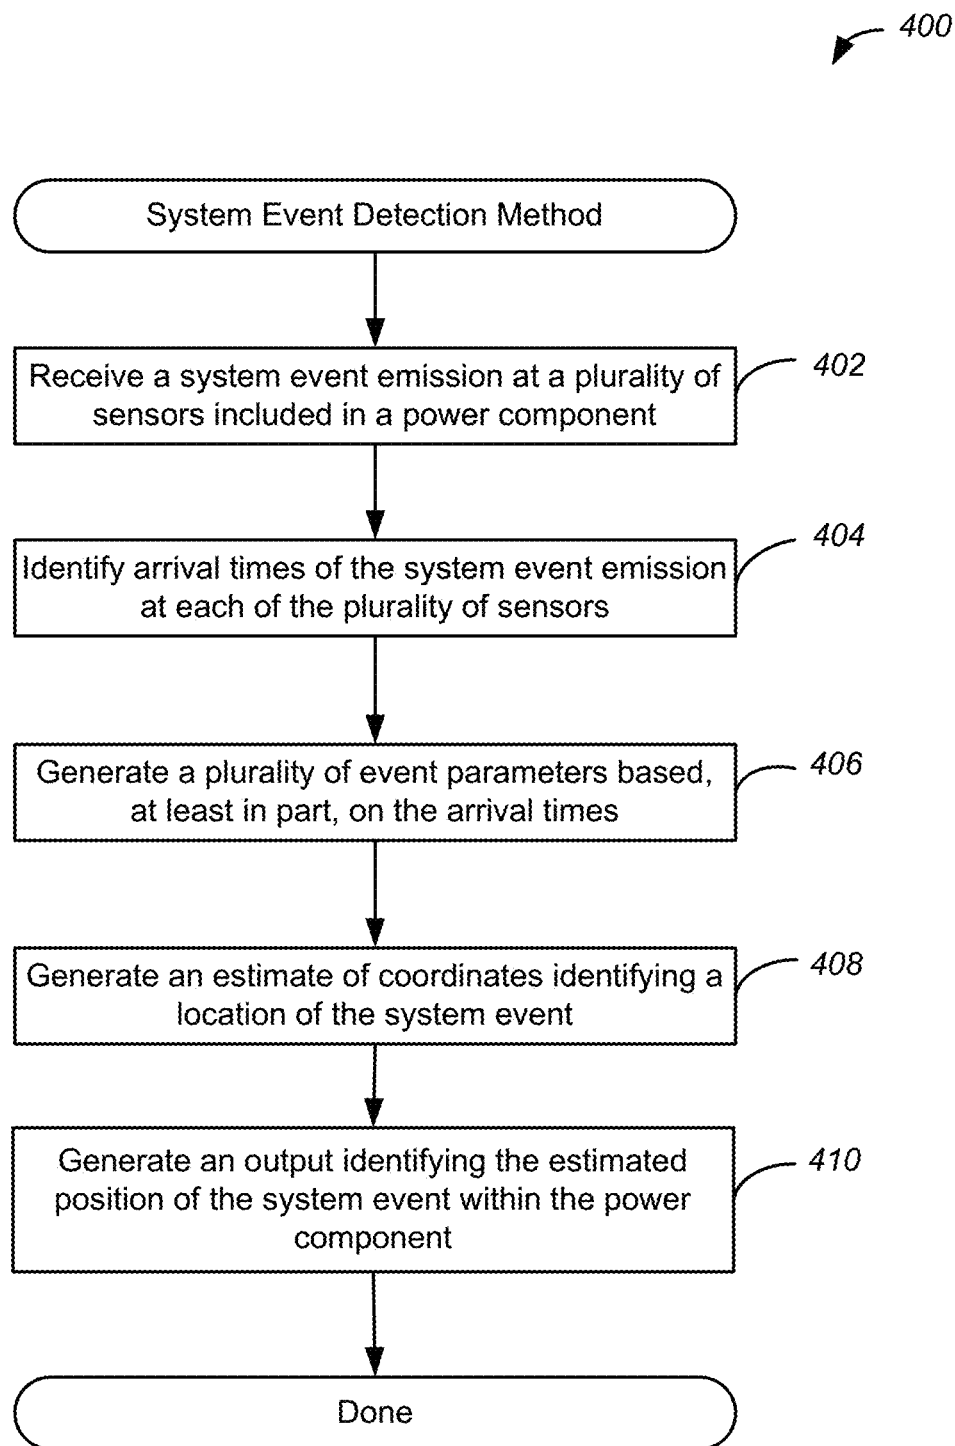 400
System Event Detection Method
Receive a system event emission at a plurality of
sensors included in a power component
402
Identify arrival times of the system event emission
at each of the plurality of sensors
404
Generate a plurality of event parameters based,
at least in part, on the arrival times
406
Generate an estimate of coordinates identifying a
location of the system event
408
Generate an output identifying the estimated
position of the system event within the power
component
410
Done